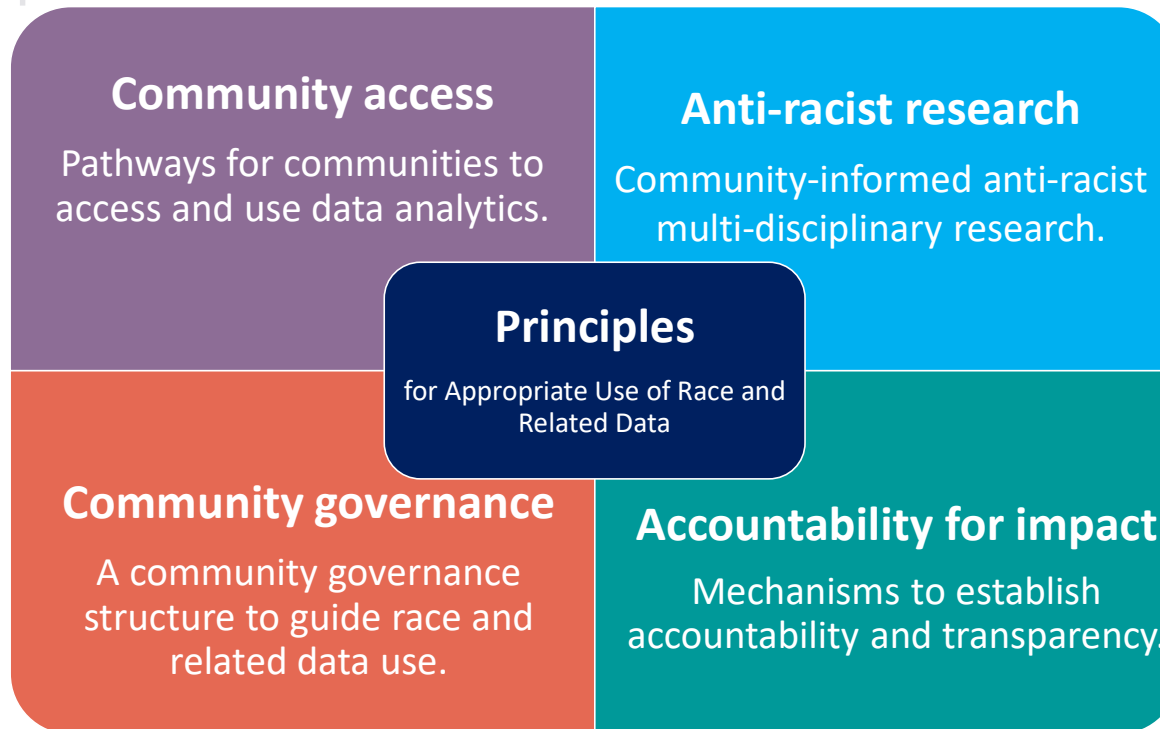 Community access
Pathways for communities to
access and use data analytics.
Anti-racist research
Community-informed anti-racist
multi-disciplinary research.
Principles
for Appropriate Use of Race and
Related Data
Community governance
A community governance
structure to guide race and
related data use.
Accountability for impact
Mechanisms to establish
accountability and transparency.